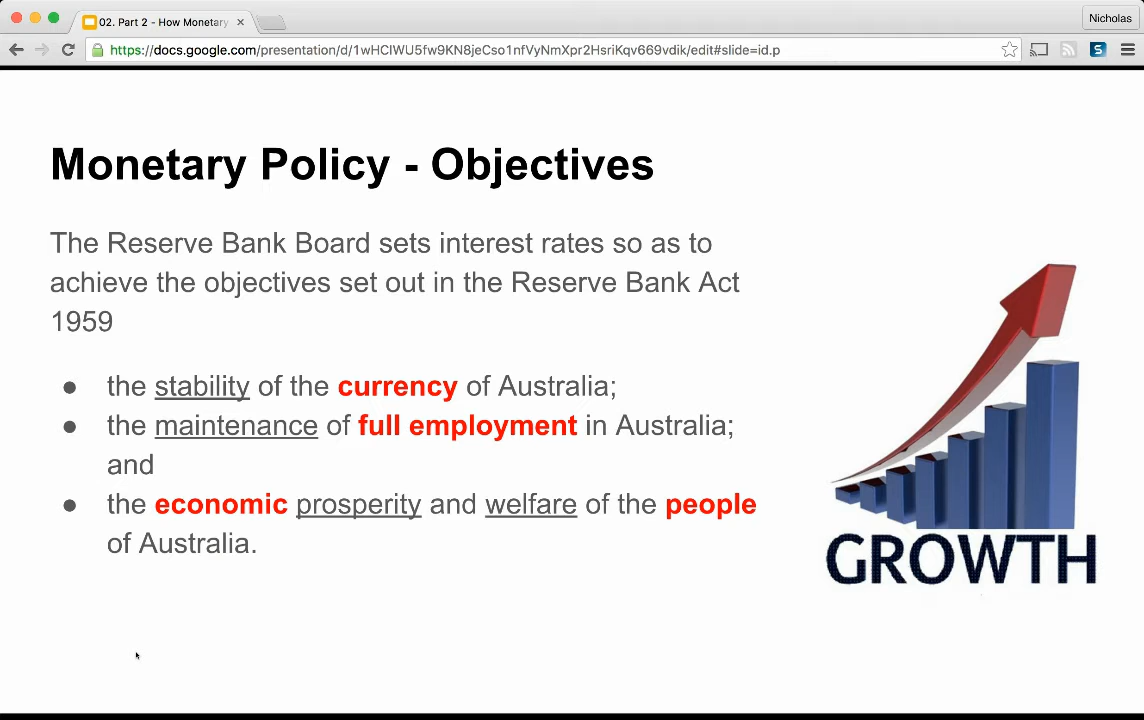 02. Part 2 - How Monetary
Nicholas
https://docs.google.com/presentation/d/1wHCIWU5fw9KN8jeCso1nfVyNmXpr2HsriKqv669vdik/edit#slide=id.p
Monetary Policy - Objectives
The Reserve Bank Board sets interest rates so as to
achieve the objectives set out in the Reserve Bank Act
1959
● the stability of the currency of Australia;
● the maintenance of full employment in Australia;
and
● the economic prosperity and welfare of the people
of Australia.
GROWTH